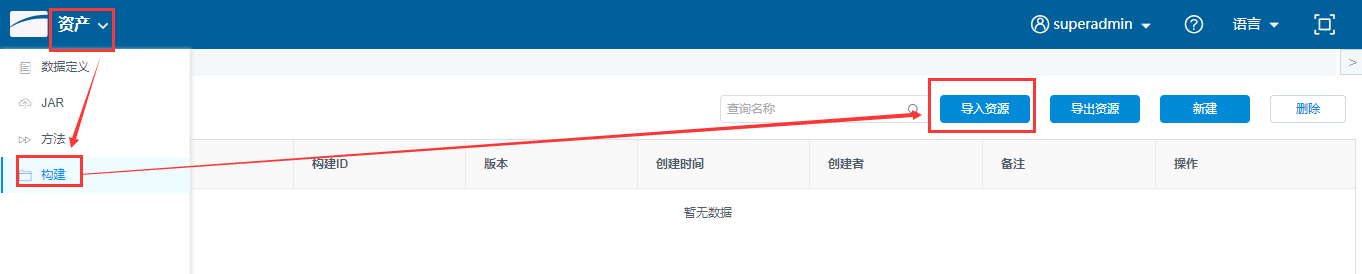 资产 superadmin 语言
数据定义
JAR
方法
构建
查询名称 导入资源 导出资源 新建 删除
构建ID 版本 创建时间 创建者 备注 操作
暂无数据